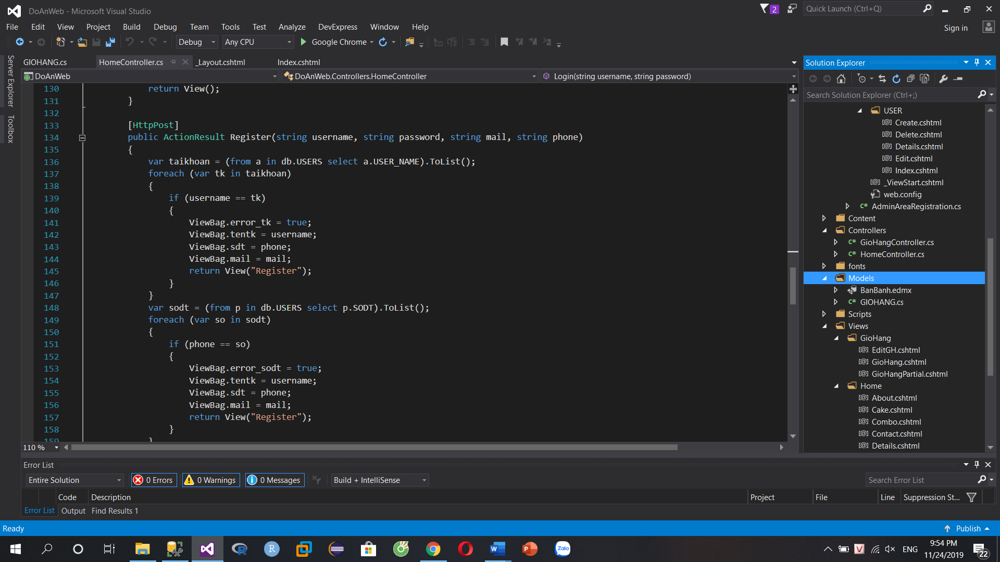 DoAnWeb - Microsoft Visual Studio
2
Quick Launch (Ctrl+Q)
File Edit View Project Build Debug Team Tools Test Analyze DevExpress Window Help
Sign in
Debug Any CPU Google Chrome
Server Explorer
Toolbox
GIOHANG.cs HomeController.cs _Layout.cshtml Index.cshtml
DoAnWeb DoAnWeb.Controllers.HomeController Login(string username, string password)
130 return View();
131 }
132
133 [HttpPost]
134 public ActionResult Register(string username, string password, string mail, string phone)
135 {
136 var taikhoan = (from a in db.USERS select a.USER_NAME).ToList();
137 foreach (var tk in taikhoan)
138 {
139 if (username == tk)
140 {
141 ViewBag.error_tk = true;
142 ViewBag.tentk = username;
143 ViewBag.sdt = phone;
144 ViewBag.mail = mail;
145 return View("Register");
146 }
147 }
148 var sodt = (from p in db.USERS select p.SODT).ToList();
149 foreach (var so in sodt)
150 {
151 if (phone == so)
152 {
153 ViewBag.error_sodt = true;
154 ViewBag.tentk = username;
155 ViewBag.sdt = phone;
156 ViewBag.mail = mail;
157 return View("Register");
158 }
159 }
110 %
Solution Explorer
Search Solution Explorer (Ctrl+;)
USER
Create.cshtml
Delete.cshtml
Details.cshtml
Edit.cshtml
Index.cshtml
_ViewStart.cshtml
web.config
C# AdminAreaRegistration.cs
Content
Controllers
C# GioHangController.cs
C# HomeController.cs
fonts
Models
BanBanh.edmx
C# GIOHANG.cs
Scripts
Views
GioHang
EditGH.cshtml
GioHang.cshtml
GioHangPartial.cshtml
Home
About.cshtml
Cake.cshtml
Combo.cshtml
Contact.cshtml
Details.cshtml
Error List
Entire Solution 0 Errors 0 Warnings 0 Messages Build + IntelliSense Search Error List
Code Description Project File Line Suppression St...
Error List Output Find Results 1
Ready Publish
Zalo
ENG 9:54 PM
11/24/2019
22